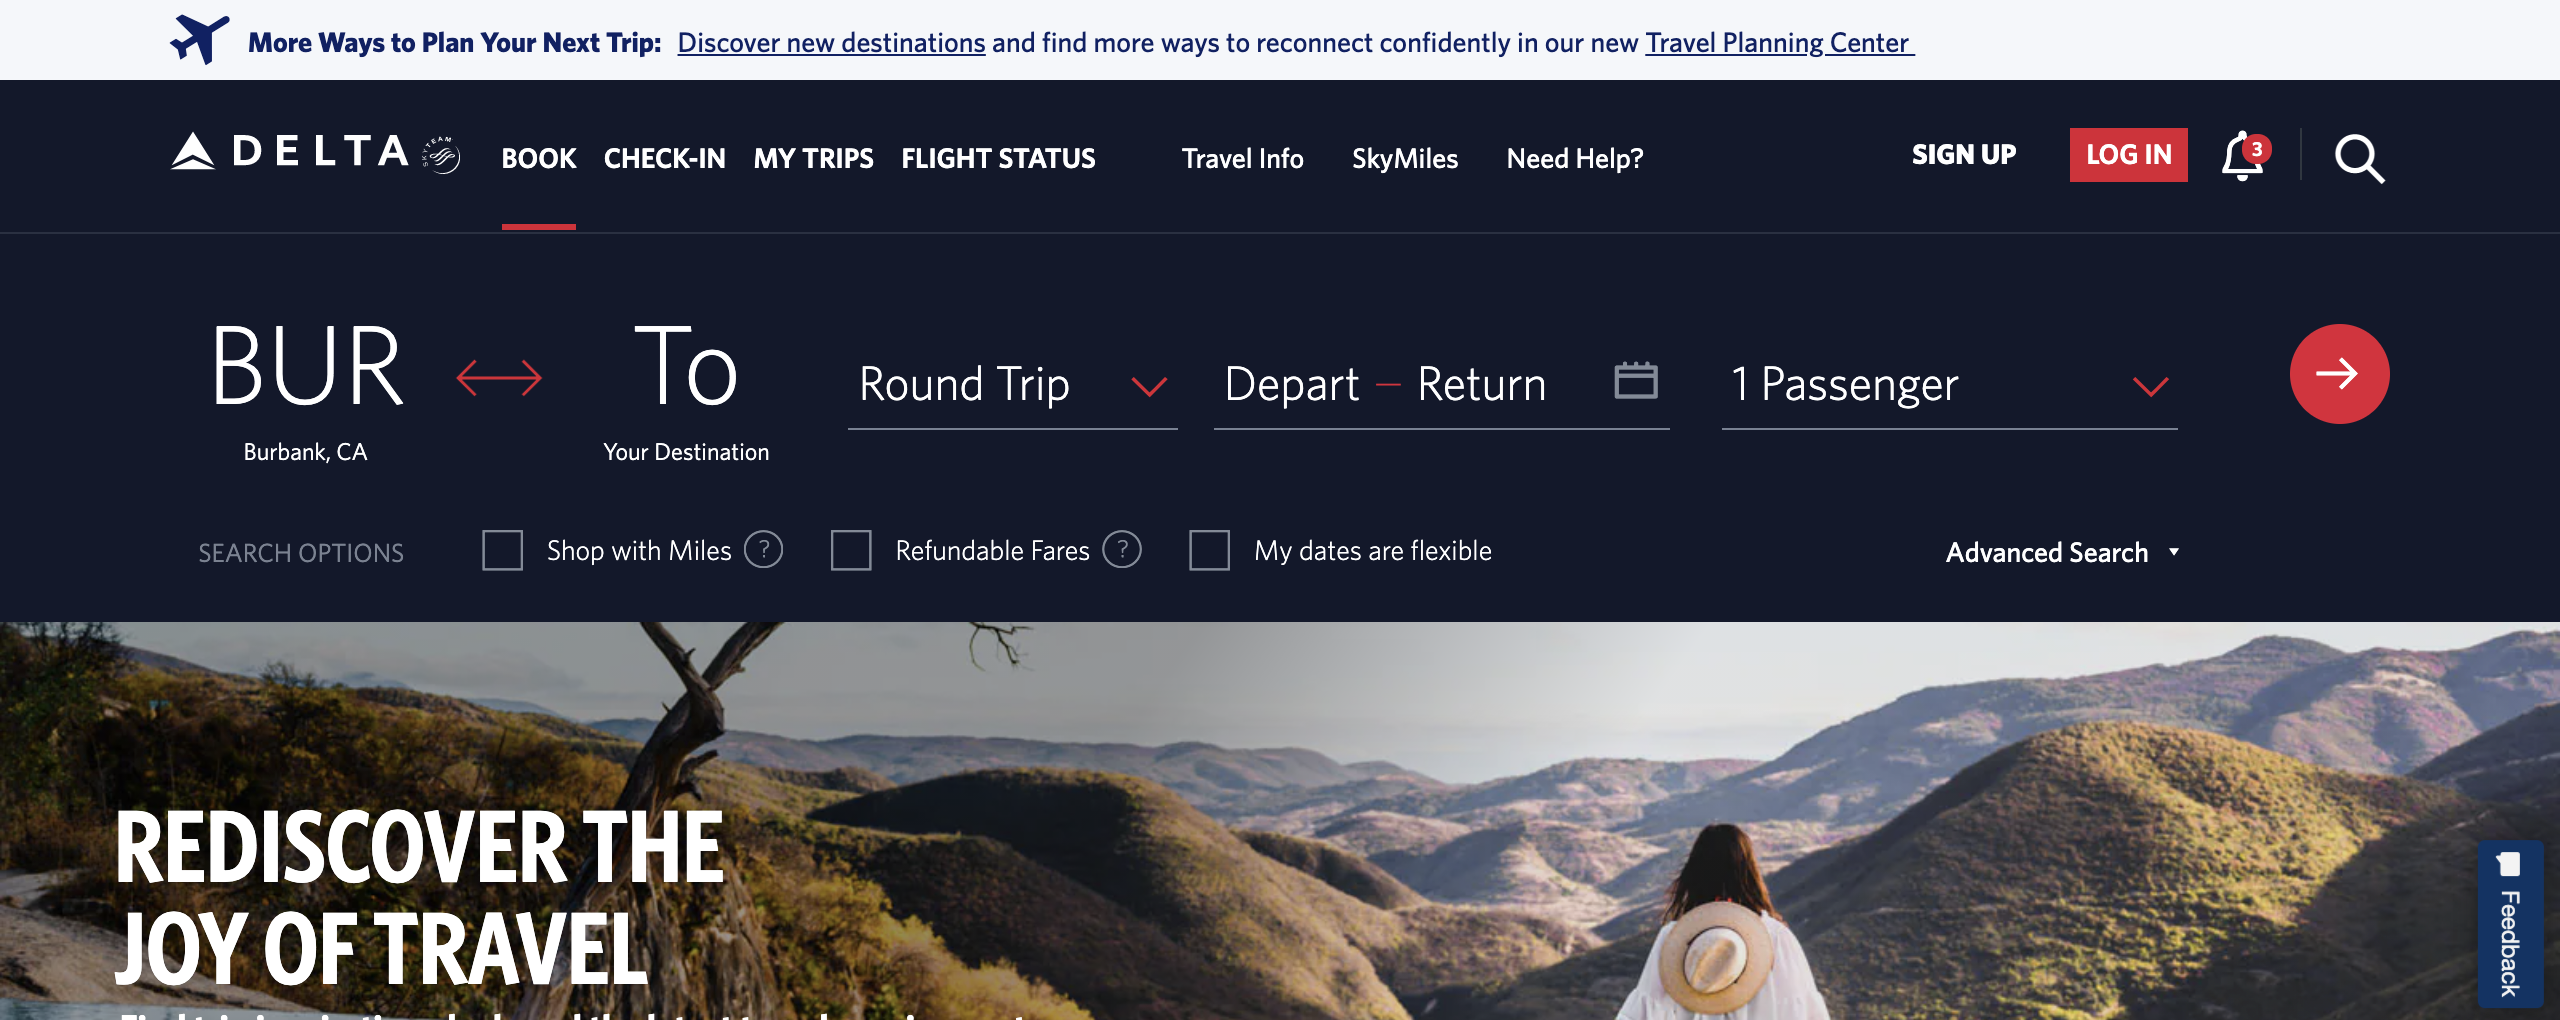 More Ways to Plan Your Next Trip: Discover new destinations and find more ways to reconnect confidently in our new Travel Planning Center
DELTA SKYTEAM BOOK CHECK-IN MY TRIPS FLIGHT STATUS Travel Info SkyMiles Need Help? SIGN UP LOG IN 3
BUR To Round Trip Depart — Return 1 Passenger
Burbank, CA Your Destination
SEARCH OPTIONS Shop with Miles ? Refundable Fares ? My dates are flexible Advanced Search
REDISCOVER THE
JOY OF TRAVEL
Feedback